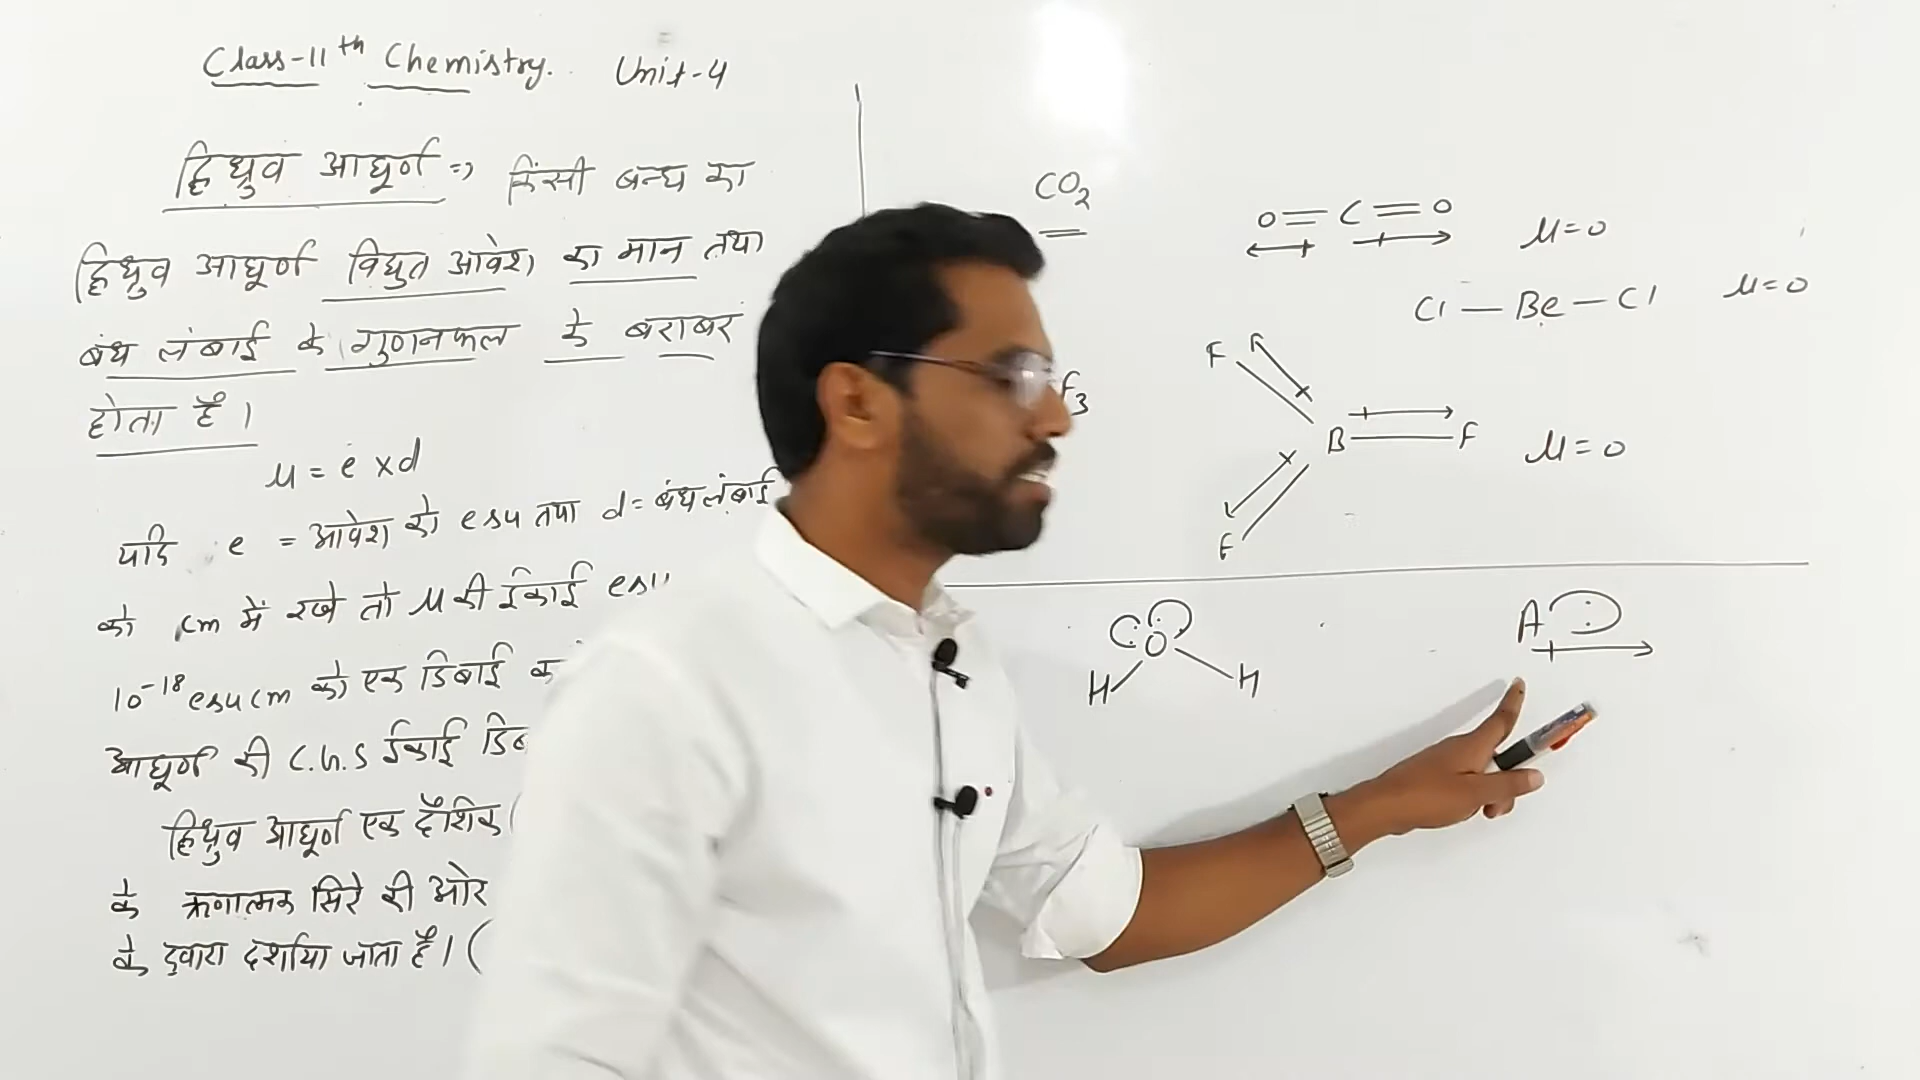 Class-11th Chemistry. Unit-4
द्विध्रुव आघूर्ण => किसी बन्ध का
द्विध्रुव आघूर्ण विद्युत आवेश का मान तथा
बंध लंबाई के गुणनफल के बराबर
होता है।
μ = e × d
यदि e = आवेश को esu तथा d = बंध लंबाई
को cm में रखे तो μ की ईकाई esu
10-18 esu cm को एक डिबाई क
आघूर्ण की C.G.S ईकाई डिब
द्विध्रुव आघूर्ण एक दैशिक (
के ऋणात्मक सिरे की ओर
के द्वारा दर्शाया जाता है। (
CO2
O=C=O μ=0
Cl—Be—Cl μ=0
F3
F
B F μ=0
F
O
H H
A